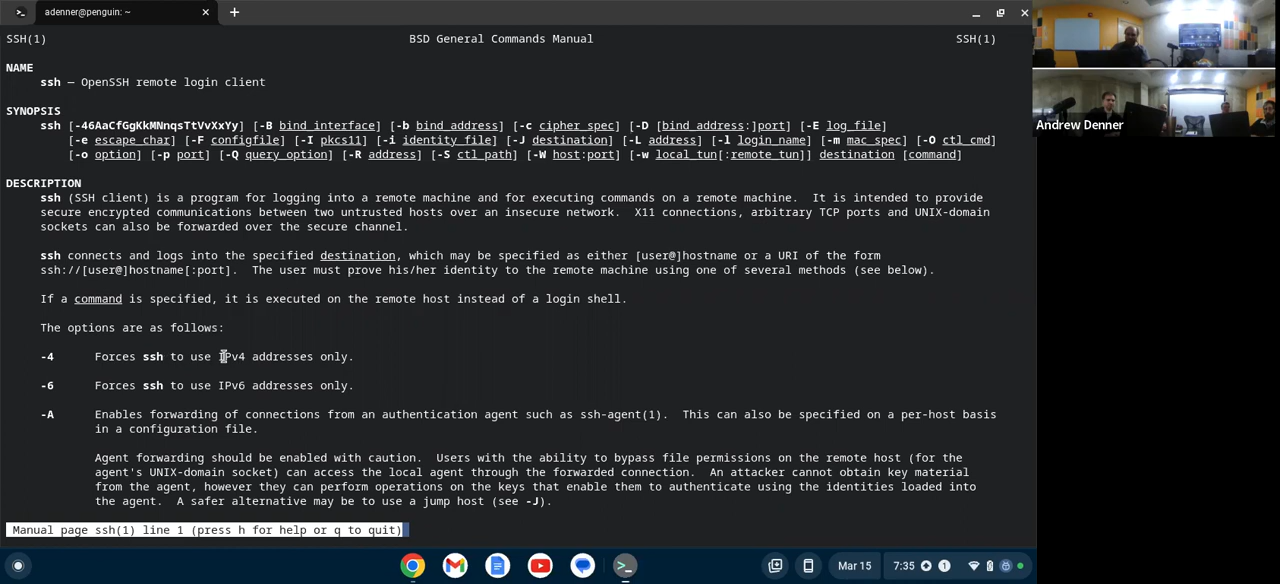 adenner@penguin: ~
SSH(1) BSD General Commands Manual SSH(1)
NAME
ssh — OpenSSH remote login client
SYNOPSIS
ssh [-46AaCfGgKkMNnqsTtVvXxYy] [-B bind_interface] [-b bind_address] [-c cipher_spec] [-D [bind_address:]port] [-E log_file]
[-e escape_char] [-F configfile] [-I pkcs11] [-i identity_file] [-J destination] [-L address] [-l login_name] [-m mac_spec] [-O ctl_cmd]
[-o option] [-p port] [-Q query_option] [-R address] [-S ctl_path] [-W host:port] [-w local_tun[:remote_tun]] destination [command]
DESCRIPTION
ssh (SSH client) is a program for logging into a remote machine and for executing commands on a remote machine.  It is intended to provide
secure encrypted communications between two untrusted hosts over an insecure network.  X11 connections, arbitrary TCP ports and UNIX-domain
sockets can also be forwarded over the secure channel.
ssh connects and logs into the specified destination, which may be specified as either [user@]hostname or a URI of the form
ssh://[user@]hostname[:port].  The user must prove his/her identity to the remote machine using one of several methods (see below).
If a command is specified, it is executed on the remote host instead of a login shell.
The options are as follows:
-4 Forces ssh to use IPv4 addresses only.
-6 Forces ssh to use IPv6 addresses only.
-A Enables forwarding of connections from an authentication agent such as ssh-agent(1).  This can also be specified on a per-host basis
in a configuration file.
Agent forwarding should be enabled with caution.  Users with the ability to bypass file permissions on the remote host (for the
agent's UNIX-domain socket) can access the local agent through the forwarded connection.  An attacker cannot obtain key material
from the agent, however they can perform operations on the keys that enable them to authenticate using the identities loaded into
the agent.  A safer alternative may be to use a jump host (see -J).
Manual page ssh(1) line 1 (press h for help or q to quit)
Mar 15 7:35 1
Andrew Denner